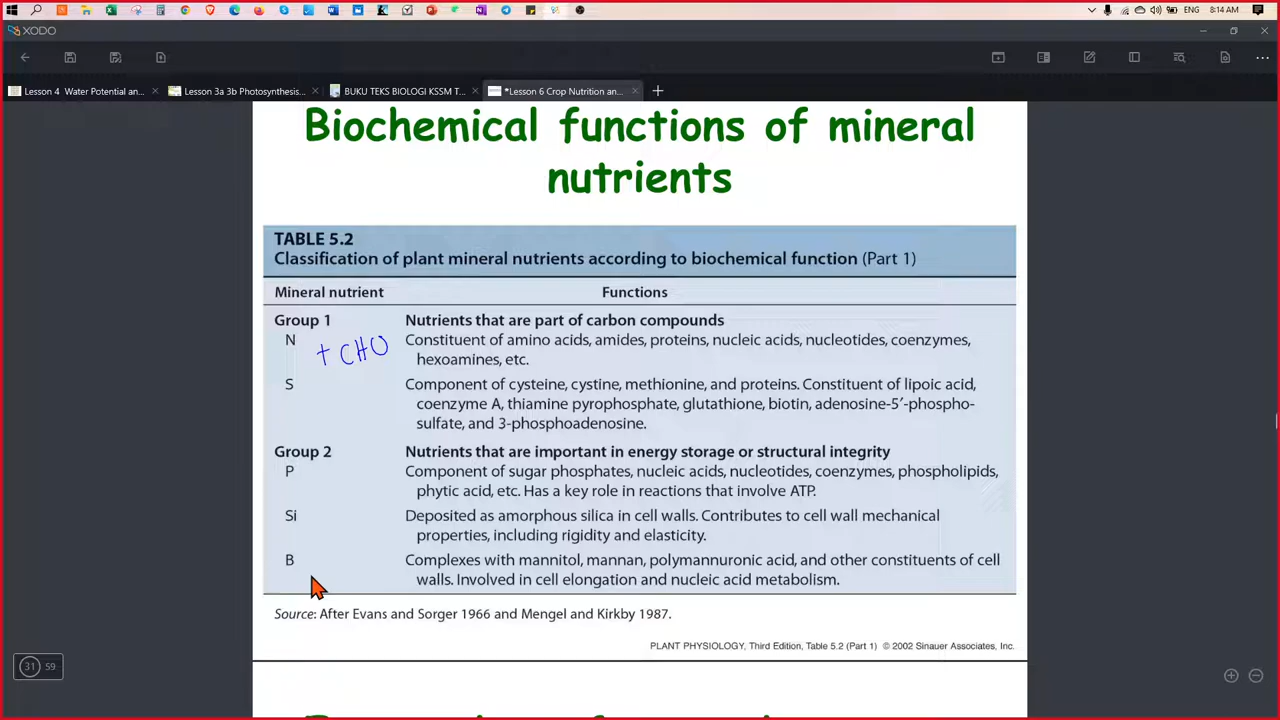 ENG 8:14 AM
XODO
Lesson 4 Water Potential an...
Lesson 3a 3b Photosynthesis...
BUKU TEKS BIOLOGI KSSM T...
*Lesson 6 Crop Nutrition an...
Biochemical functions of mineral
nutrients
TABLE 5.2
Classification of plant mineral nutrients according to biochemical function (Part 1)
Mineral nutrient Functions
Group 1 Nutrients that are part of carbon compounds
N Constituent of amino acids, amides, proteins, nucleic acids, nucleotides, coenzymes,
+ CHO
hexoamines, etc.
S Component of cysteine, cystine, methionine, and proteins. Constituent of lipoic acid,
coenzyme A, thiamine pyrophosphate, glutathione, biotin, adenosine-5′-phospho-
sulfate, and 3-phosphoadenosine.
Group 2 Nutrients that are important in energy storage or structural integrity
P Component of sugar phosphates, nucleic acids, nucleotides, coenzymes, phospholipids,
phytic acid, etc. Has a key role in reactions that involve ATP.
Si Deposited as amorphous silica in cell walls. Contributes to cell wall mechanical
properties, including rigidity and elasticity.
B Complexes with mannitol, mannan, polymannuronic acid, and other constituents of cell
walls. Involved in cell elongation and nucleic acid metabolism.
Source: After Evans and Sorger 1966 and Mengel and Kirkby 1987.
PLANT PHYSIOLOGY, Third Edition, Table 5.2 (Part 1) © 2002 Sinauer Associates, Inc.
31 59